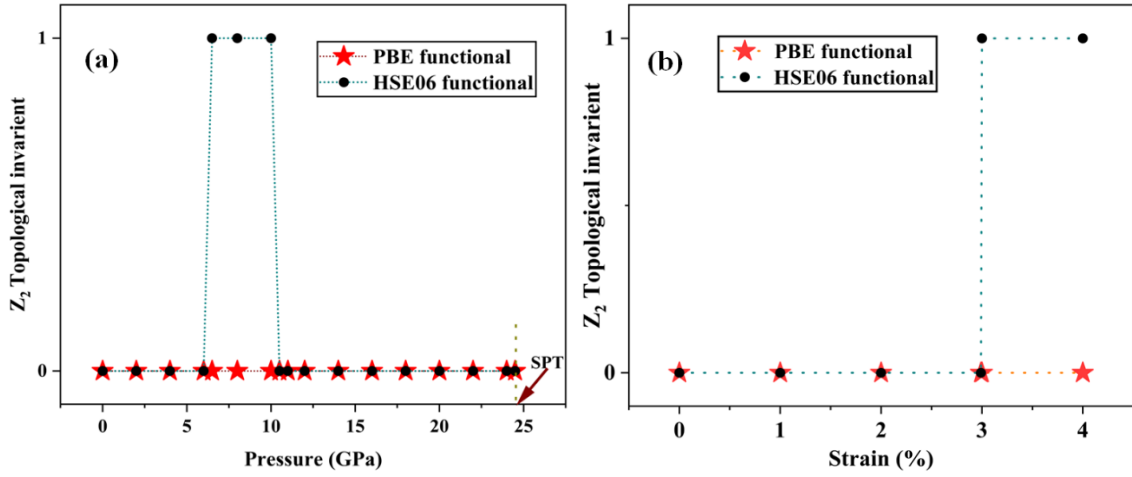 (a)
PBE functional
HSE06 functional
Z2 Topological invarient
1
0
SPT
0 5 10 15 20 25
Pressure (GPa)
(b)
PBE functional
HSE06 functional
Z2 Topological invarient
1
0
0 1 2 3 4
Strain (%)